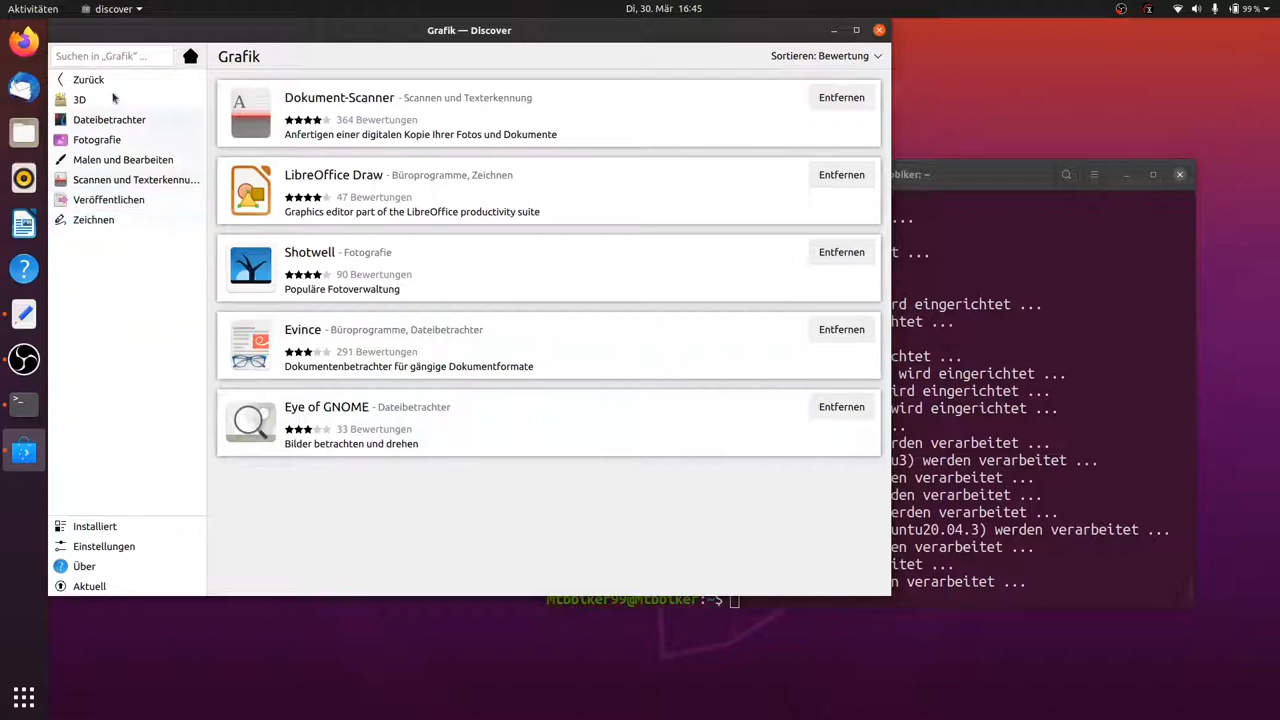 Aktivitäten
discover
Di, 30. Mär 16:45
99 %
Grafik — Discover
Suchen in „Grafik“ ...
Grafik
Sortieren: Bewertung
Zurück
3D
Dateibetrachter
Fotografie
Malen und Bearbeiten
Scannen und Texterkennu...
Veröffentlichen
Zeichnen
Installiert
Einstellungen
Über
Aktuell
Dokument-Scanner - Scannen und Texterkennung
Entfernen
364 Bewertungen
Anfertigen einer digitalen Kopie Ihrer Fotos und Dokumente
LibreOffice Draw - Büroprogramme, Zeichnen
Entfernen
47 Bewertungen
Graphics editor part of the LibreOffice productivity suite
Shotwell - Fotografie
Entfernen
90 Bewertungen
Populäre Fotoverwaltung
Evince - Büroprogramme, Dateibetrachter
Entfernen
291 Bewertungen
Dokumentenbetrachter für gängige Dokumentformate
Eye of GNOME - Dateibetrachter
Entfernen
33 Bewertungen
Bilder betrachten und drehen
obiker: ~
...
t ...
rd eingerichtet ...
htet ...
chtet ...
wird eingerichtet ...
ird eingerichtet ...
wird eingerichtet ...
..
rden verarbeitet ...
u3) werden verarbeitet ...
den verarbeitet ...
den verarbeitet ...
erden verarbeitet ...
untu20.04.3) werden verarbeitet ...
en verarbeitet ...
itet ...
n verarbeitet ...
:~$